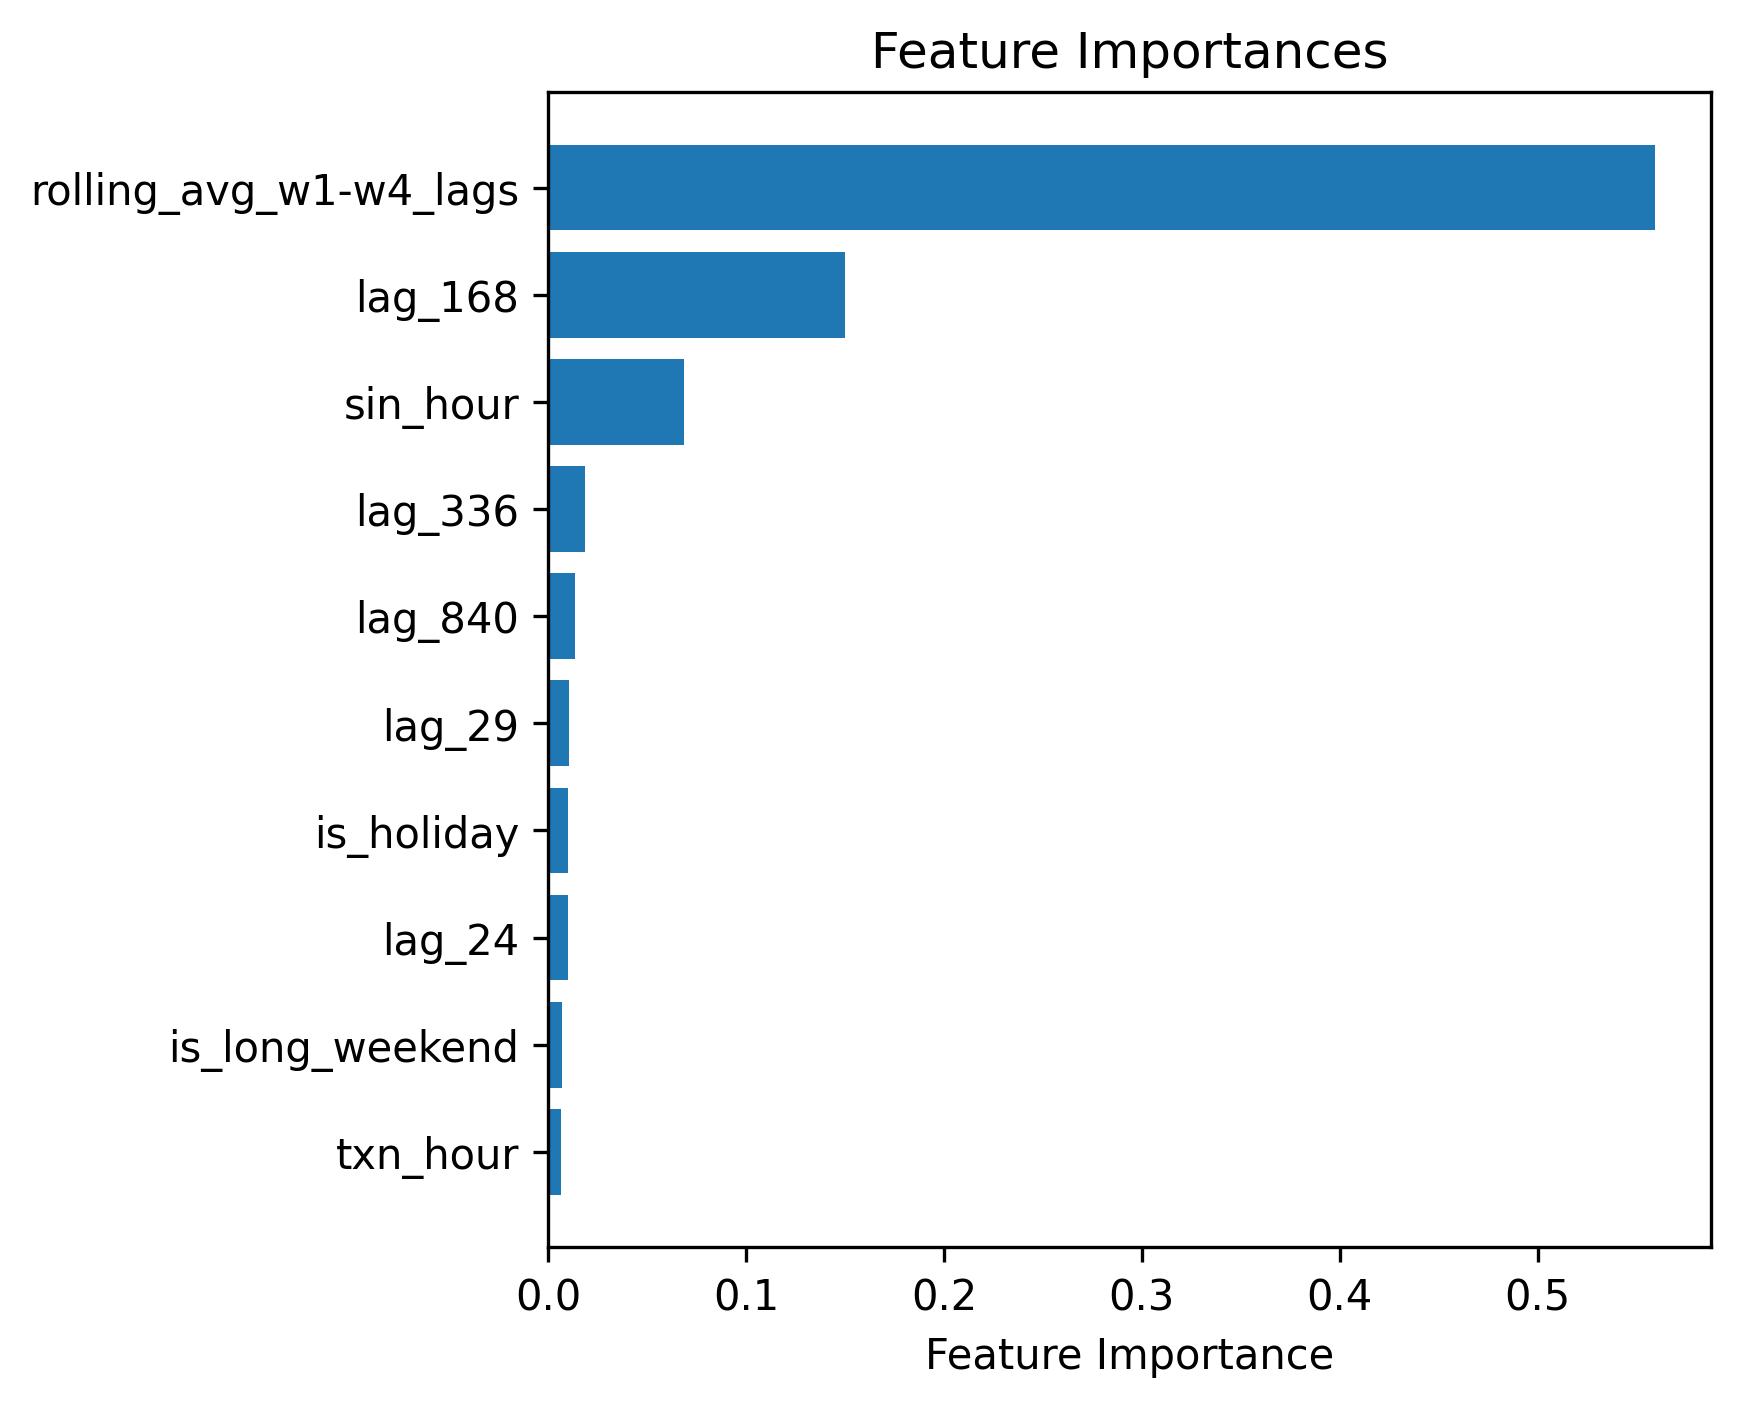 Feature Importances
rolling_avg_w1-w4_lags
lag_168
sin_hour
lag_336
lag_840
lag_29
is_holiday
lag_24
is_long_weekend
txn_hour
0.0 0.1 0.2 0.3 0.4 0.5
Feature Importance